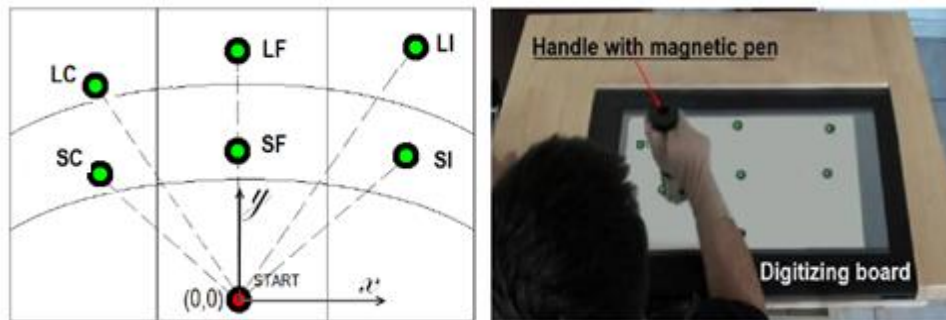 LF
LI
LC
SF
SC
SI
y
START
(0,0)
x
Handle with magnetic pen
Digitizing board